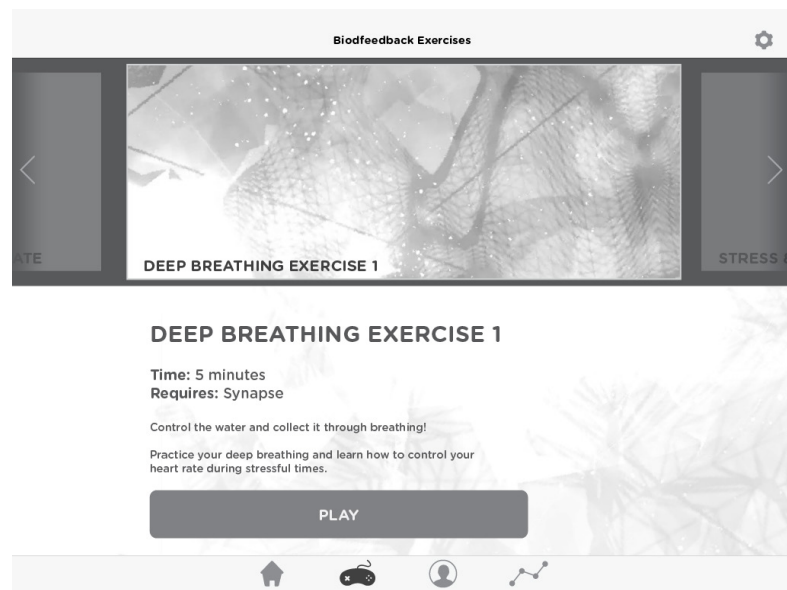 Biodfeedback Exercises
ATE
DEEP BREATHING EXERCISE 1
STRESS &
DEEP BREATHING EXERCISE 1
Time: 5 minutes
Requires: Synapse
Control the water and collect it through breathing!
Practice your deep breathing and learn how to control your
heart rate during stressful times.
PLAY